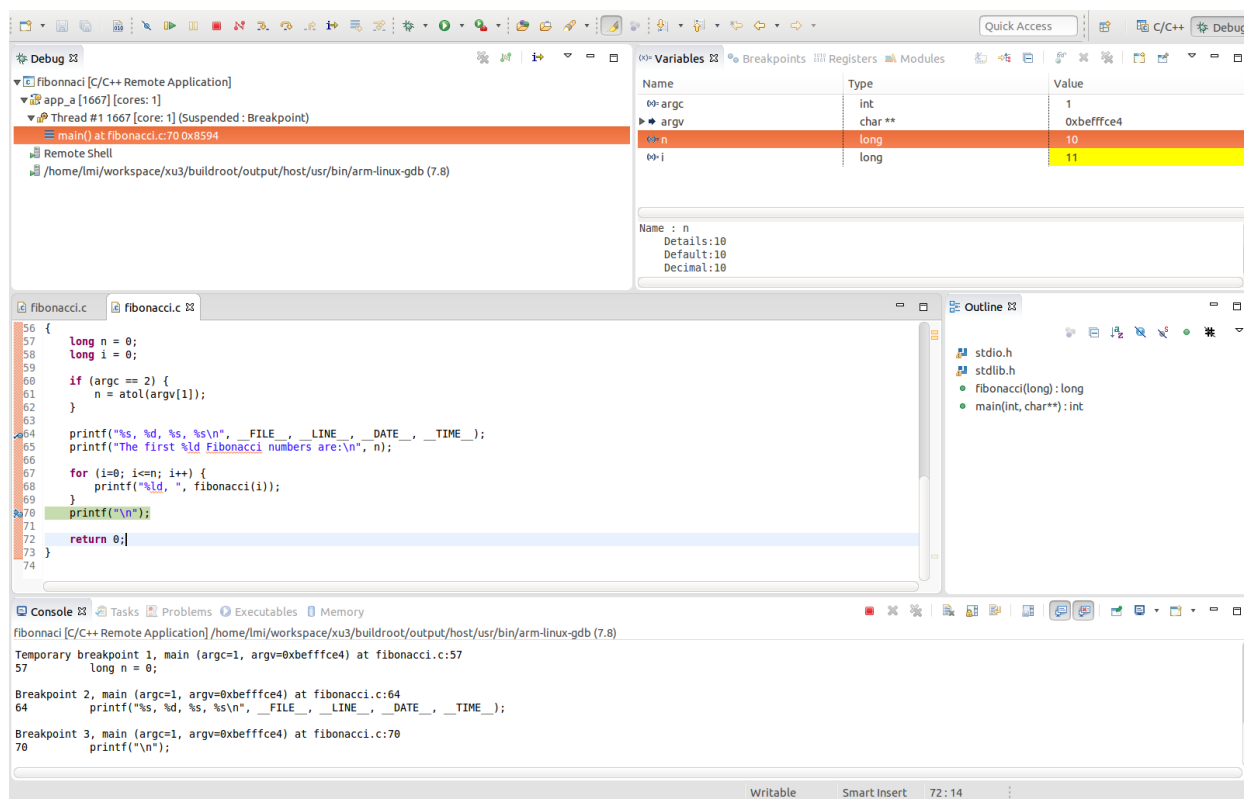 Quick Access
C/C++
Debug
Debug
fibonnaci [C/C++ Remote Application]
app_a [1667] [cores: 1]
Thread #1 1667 [core: 1] (Suspended : Breakpoint)
main() at fibonacci.c:70 0x8594
Remote Shell
/home/lmi/workspace/xu3/buildroot/output/host/usr/bin/arm-linux-gdb (7.8)
(x)= Variables Breakpoints Registers Modules
Name Type Value
(x)= argc int 1
argv char ** 0xbefffce4
(x)= n long 10
(x)= i long 11
Name : n
Details:10
Default:10
Decimal:10
fibonacci.c fibonacci.c
56 {
57 long n = 0;
58 long i = 0;
59
60 if (argc == 2) {
61 n = atol(argv[1]);
62 }
63
64 printf("%s, %d, %s, %s\n", __FILE__, __LINE__, __DATE__, __TIME__);
65 printf("The first %ld Fibonacci numbers are:\n", n);
66
67 for (i=0; i<=n; i++) {
68 printf("%ld, ", fibonacci(i));
69 }
70 printf("\n");
71
72 return 0;
73 }
74
Outline
stdio.h
stdlib.h
fibonacci(long) : long
main(int, char**) : int
Console Tasks Problems Executables Memory
fibonnaci [C/C++ Remote Application] /home/lmi/workspace/xu3/buildroot/output/host/usr/bin/arm-linux-gdb (7.8)
Temporary breakpoint 1, main (argc=1, argv=0xbefffce4) at fibonacci.c:57
57 long n = 0;
Breakpoint 2, main (argc=1, argv=0xbefffce4) at fibonacci.c:64
64 printf("%s, %d, %s, %s\n", __FILE__, __LINE__, __DATE__, __TIME__);
Breakpoint 3, main (argc=1, argv=0xbefffce4) at fibonacci.c:70
70 printf("\n");
Writable Smart Insert 72 : 14